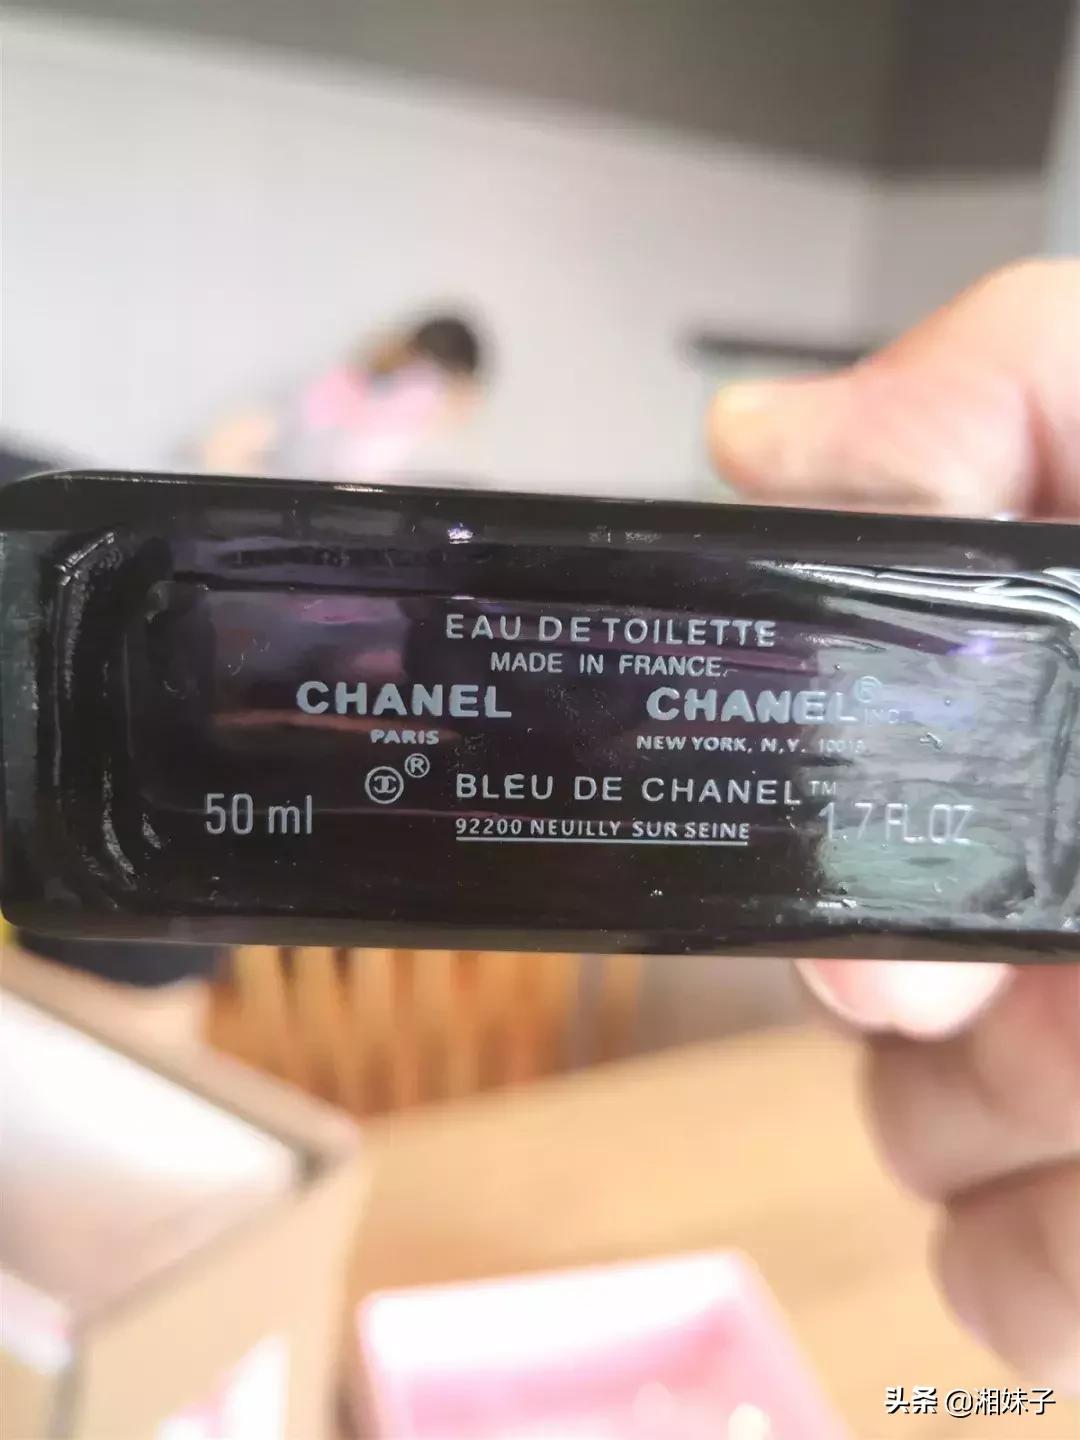 EAU DE TOILETTE
MADE IN FRANCE.
CHANEL CHANEL® INC
PARIS NEW YORK, N.Y.
® BLEU DE CHANEL™
50 ml 92200 NEUILLY SUR SEINE 1.7 FL.OZ
头条 @湘妹子